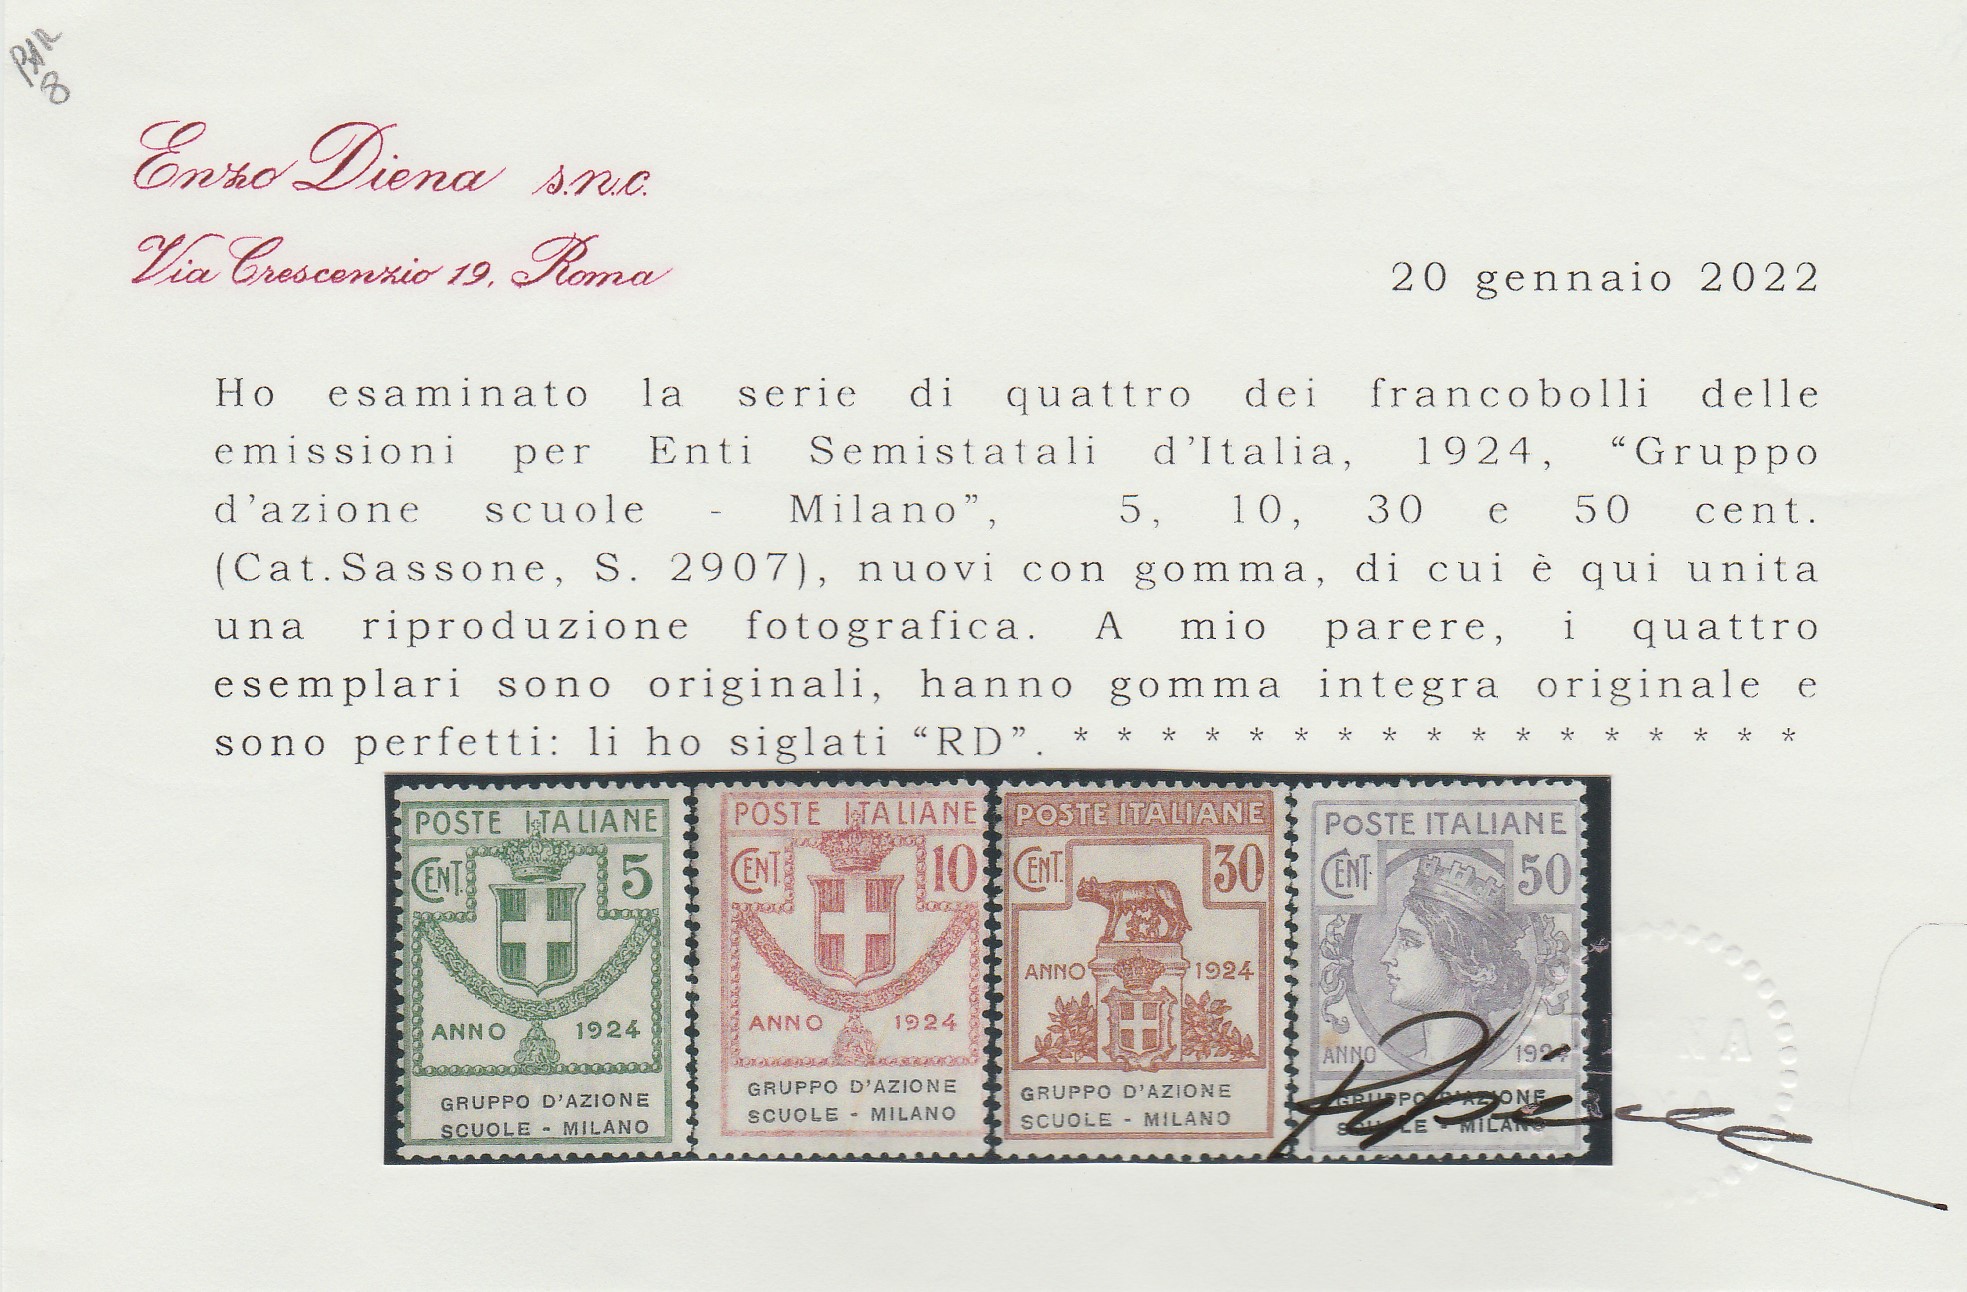 Enzo Diena s.n.c.
Via Crescenzio 19, Roma
20 gennaio 2022
Ho esaminato la serie di quattro dei francobolli delle
emissioni per Enti Semistatali d'Italia, 1924, “Gruppo
d'azione scuole - Milano”, 5, 10, 30 e 50 cent.
(Cat.Sassone, S. 2907), nuovi con gomma, di cui è qui unita
una riproduzione fotografica. A mio parere, i quattro
esemplari sono originali, hanno gomma integra originale e
sono perfetti: li ho siglati “RD”. * * * * * * * * * * * * * * * * *
POSTE ITALIANE
CENT. 5
ANNO 1924
GRUPPO D'AZIONE
SCUOLE - MILANO
POSTE ITALIANE
CENT. 10
ANNO 1924
GRUPPO D'AZIONE
SCUOLE - MILANO
POSTE ITALIANE
CENT. 30
ANNO 1924
GRUPPO D'AZIONE
SCUOLE - MILANO
POSTE ITALIANE
CENT. 50
ANNO 1924
GRUPPO D'AZIONE
SCUOLE - MILANO